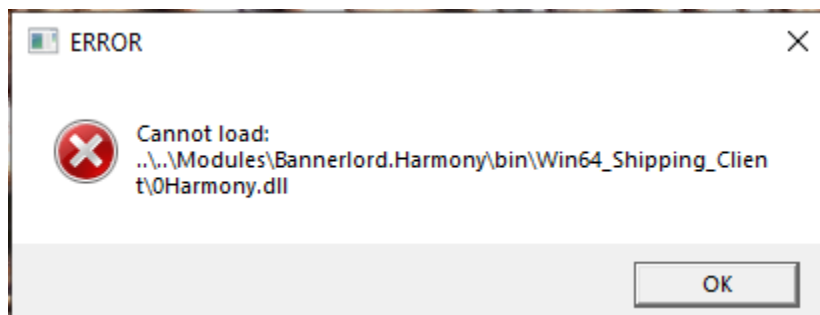 ERROR
Cannot load:
..\..\Modules\Bannerlord.Harmony\bin\Win64_Shipping_Clien
t\0Harmony.dll
OK